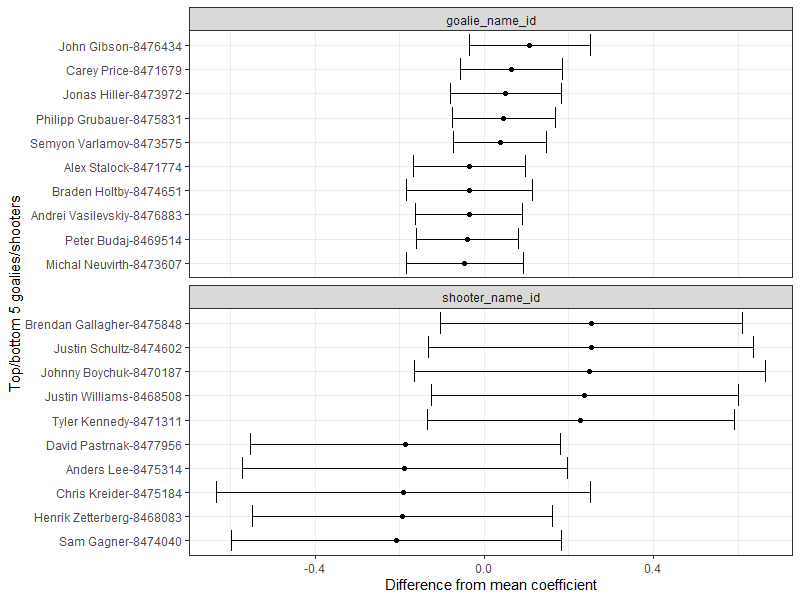 goalie_name_id
John Gibson-8476434
Carey Price-8471679
Jonas Hiller-8473972
Philipp Grubauer-8475831
Semyon Varlamov-8473575
Alex Stalock-8471774
Braden Holtby-8474651
Andrei Vasilevskiy-8476883
Peter Budaj-8469514
Michal Neuvirth-8473607
Top/bottom 5 goalies/shooters
shooter_name_id
Brendan Gallagher-8475848
Justin Schultz-8474602
Johnny Boychuk-8470187
Justin Williams-8468508
Tyler Kennedy-8471311
David Pastrnak-8477956
Anders Lee-8475314
Chris Kreider-8475184
Henrik Zetterberg-8468083
Sam Gagner-8474040
-0.4 0.0 0.4
Difference from mean coefficient